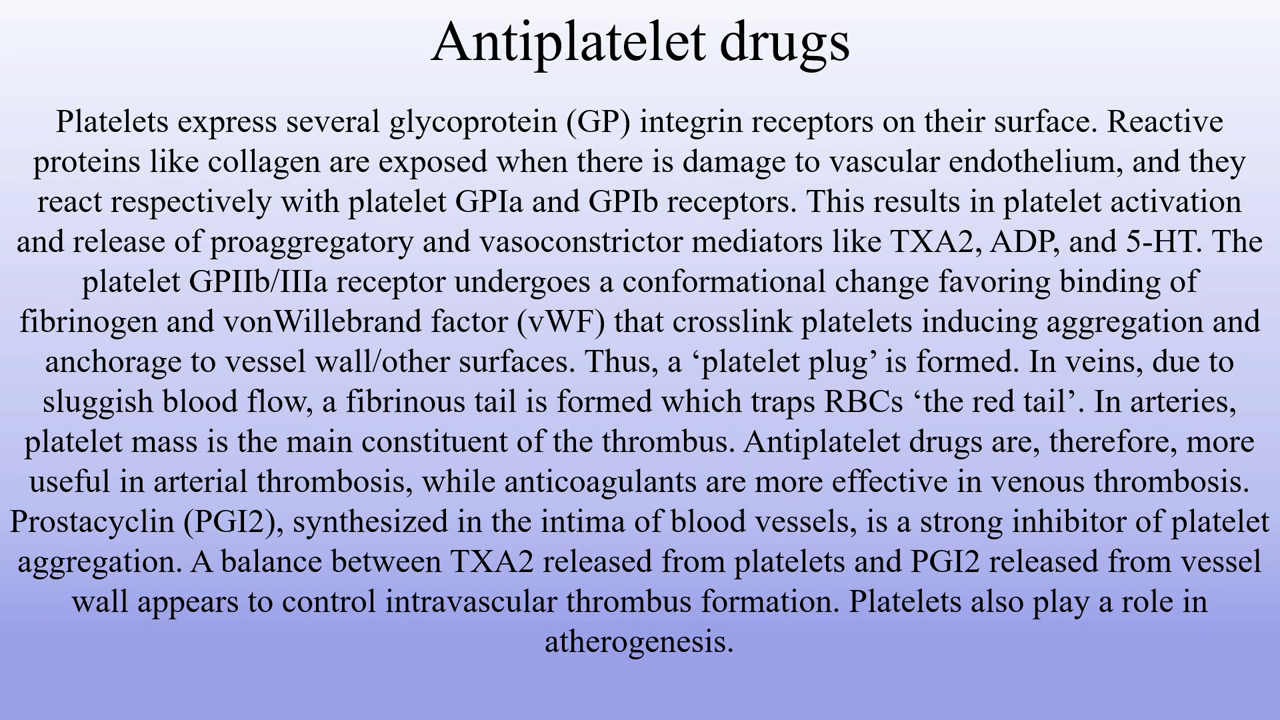 Antiplatelet drugs
Platelets express several glycoprotein (GP) integrin receptors on their surface. Reactive
proteins like collagen are exposed when there is damage to vascular endothelium, and they
react respectively with platelet GPIa and GPIb receptors. This results in platelet activation
and release of proaggregatory and vasoconstrictor mediators like TXA2, ADP, and 5-HT. The
platelet GPIIb/IIIa receptor undergoes a conformational change favoring binding of
fibrinogen and vonWillebrand factor (vWF) that crosslink platelets inducing aggregation and
anchorage to vessel wall/other surfaces. Thus, a ‘platelet plug’ is formed. In veins, due to
sluggish blood flow, a fibrinous tail is formed which traps RBCs ‘the red tail’. In arteries,
platelet mass is the main constituent of the thrombus. Antiplatelet drugs are, therefore, more
useful in arterial thrombosis, while anticoagulants are more effective in venous thrombosis.
Prostacyclin (PGI2), synthesized in the intima of blood vessels, is a strong inhibitor of platelet
aggregation. A balance between TXA2 released from platelets and PGI2 released from vessel
wall appears to control intravascular thrombus formation. Platelets also play a role in
atherogenesis.